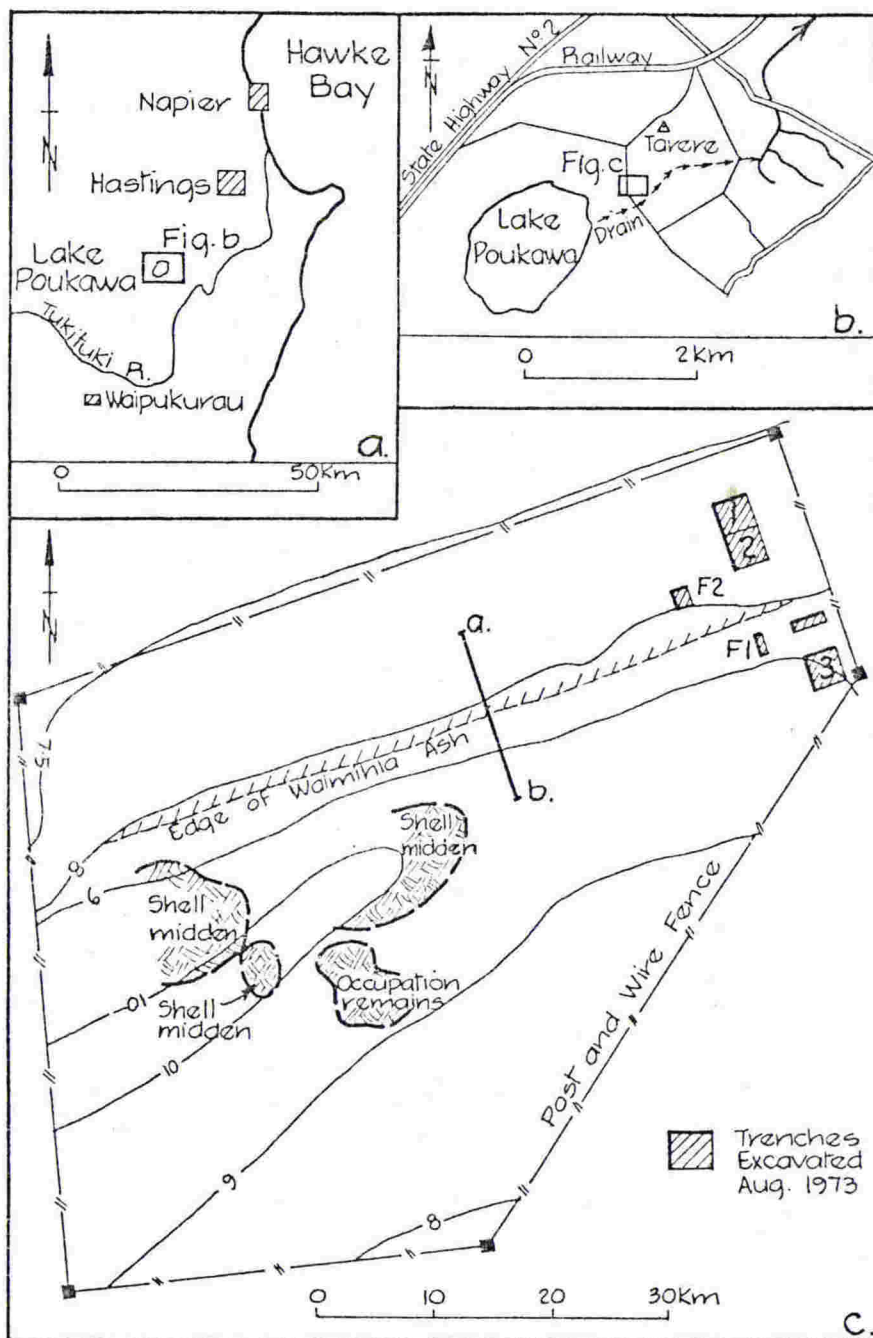 Hawke
Bay
Napier
N
Hastings
Fig. b
Lake
Poukawa
Tukituki R.
Waipukurau
a.
0 50Km
State Highway Nº 2
Railway
N
Tarere
Fig. c
Lake
Poukawa
Drain
b.
0 2Km
N
1
2
F2
a.
F1
3
7.5
Edge of Waimihia Ash
b.
8
9
Shell
midden
Shell
midden
10
Shell
midden
Occupation
remains
10
Post and Wire Fence
9
8
Trenches
Excavated
Aug. 1973
0 10 20 30Km
c.